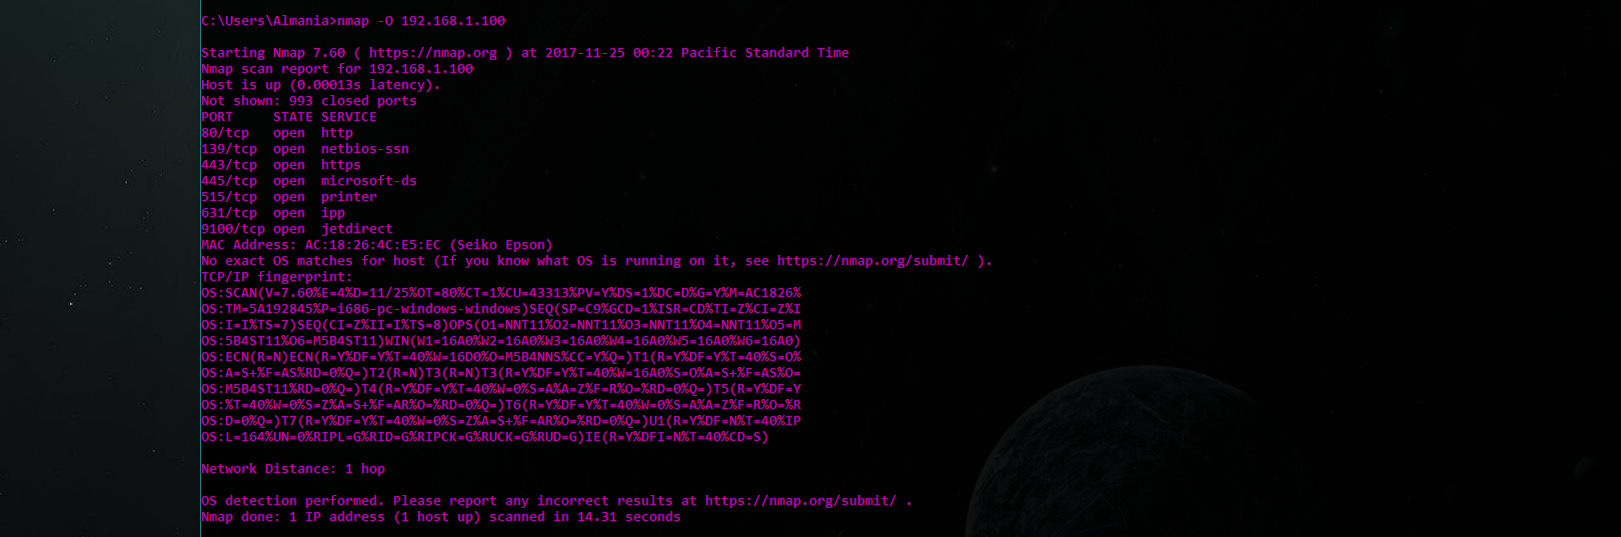 C:\Users\Almania>nmap -O 192.168.1.100
Starting Nmap 7.60 ( https://nmap.org ) at 2017-11-25 00:22 Pacific Standard Time
Nmap scan report for 192.168.1.100
Host is up (0.00013s latency).
Not shown: 993 closed ports
PORT     STATE SERVICE
80/tcp   open  http
139/tcp  open  netbios-ssn
443/tcp  open  https
445/tcp  open  microsoft-ds
515/tcp  open  printer
631/tcp  open  ipp
9100/tcp open  jetdirect
MAC Address: AC:18:26:4C:E5:EC (Seiko Epson)
No exact OS matches for host (If you know what OS is running on it, see https://nmap.org/submit/ ).
TCP/IP fingerprint:
OS:SCAN(V=7.60%E=4%D=11/25%OT=80%CT=1%CU=43313%PV=Y%DS=1%DC=D%G=Y%M=AC1826%
OS:TM=5A192845%P=i686-pc-windows-windows)SEQ(SP=C9%GCD=1%ISR=CD%TI=Z%CI=Z%I
OS:I=I%TS=7)SEQ(CI=Z%II=I%TS=8)OPS(O1=NNT11%O2=NNT11%O3=NNT11%O4=NNT11%O5=M
OS:5B4ST11%O6=M5B4ST11)WIN(W1=16A0%W2=16A0%W3=16A0%W4=16A0%W5=16A0%W6=16A0)
OS:ECN(R=N)ECN(R=Y%DF=Y%T=40%W=16D0%O=M5B4NNS%CC=Y%Q=)T1(R=Y%DF=Y%T=40%S=O%
OS:A=S+%F=AS%RD=0%Q=)T2(R=N)T3(R=N)T3(R=Y%DF=Y%T=40%W=16A0%S=O%A=S+%F=AS%O=
OS:M5B4ST11%RD=0%Q=)T4(R=Y%DF=Y%T=40%W=0%S=A%A=Z%F=R%O=%RD=0%Q=)T5(R=Y%DF=Y
OS:%T=40%W=0%S=Z%A=S+%F=AR%O=%RD=0%Q=)T6(R=Y%DF=Y%T=40%W=0%S=A%A=Z%F=R%O=%R
OS:D=0%Q=)T7(R=Y%DF=Y%T=40%W=0%S=Z%A=S+%F=AR%O=%RD=0%Q=)U1(R=Y%DF=N%T=40%IP
OS:L=164%UN=0%RIPL=G%RID=G%RIPCK=G%RUCK=G%RUD=G)IE(R=Y%DFI=N%T=40%CD=S)
Network Distance: 1 hop
OS detection performed. Please report any incorrect results at https://nmap.org/submit/ .
Nmap done: 1 IP address (1 host up) scanned in 14.31 seconds